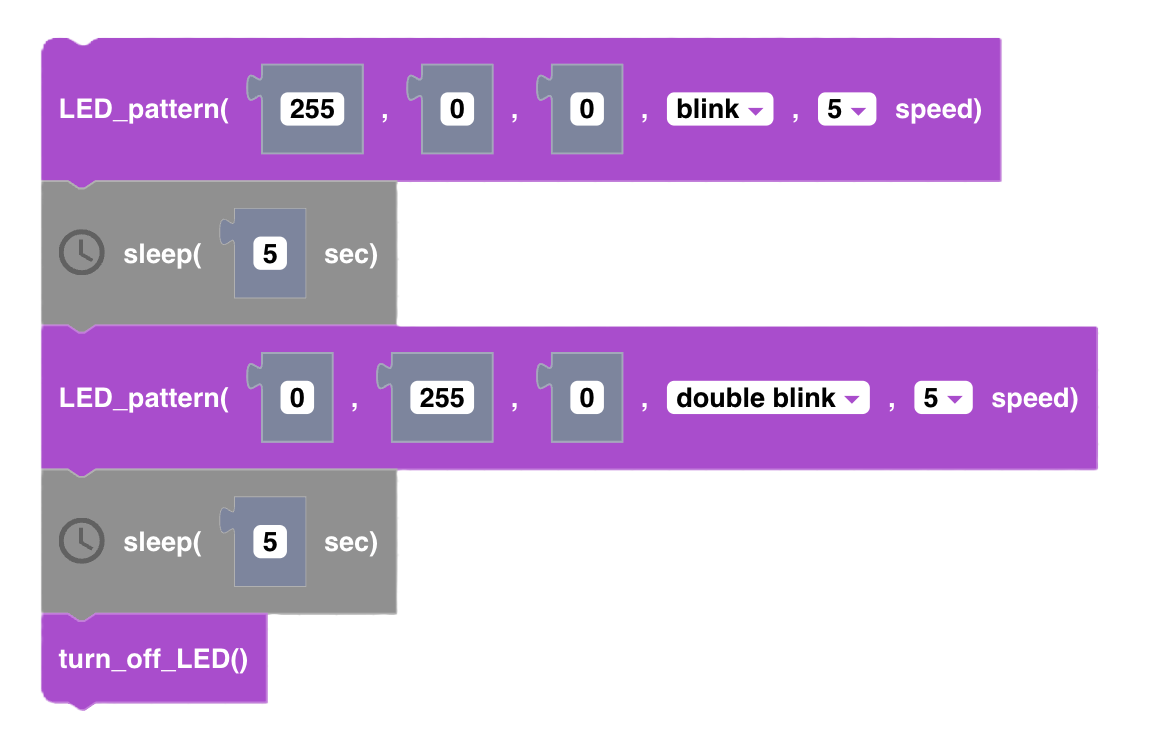 LED_pattern( 255 , 0 , 0 , blink , 5 speed)
sleep( 5 sec)
LED_pattern( 0 , 255 , 0 , double blink , 5 speed)
sleep( 5 sec)
turn_off_LED()